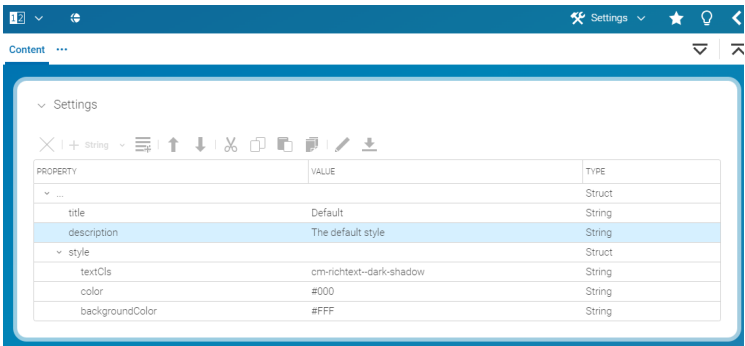 12
Settings
Content
Settings
String
PROPERTY VALUE TYPE
... Struct
title Default String
description The default style String
style Struct
textCls cm-richtext--dark-shadow String
color #000 String
backgroundColor #FFF String